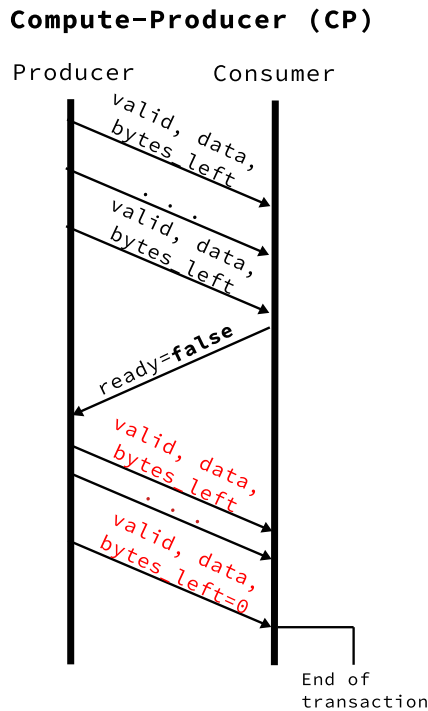 Compute-Producer (CP)
Producer
Consumer
valid, data,
bytes_left
. . .
valid, data,
bytes_left
ready=false
valid, data,
bytes_left
. . .
valid, data,
bytes_left=0
End of
transaction